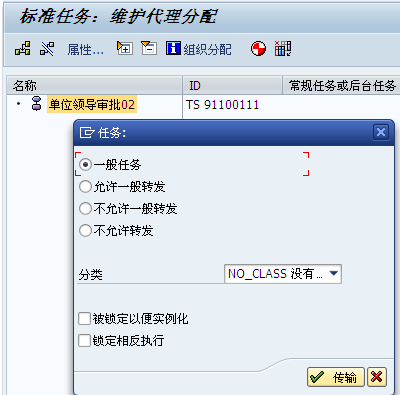 标准任务：维护代理分配
属性... 组织分配
名称 ID 常规任务或后台任务
单位领导审批02 TS 91100111
任务:
一般任务
允许一般转发
不允许一般转发
不允许转发
分类 NO_CLASS 没有...
被锁定以便实例化
锁定相反执行
传输